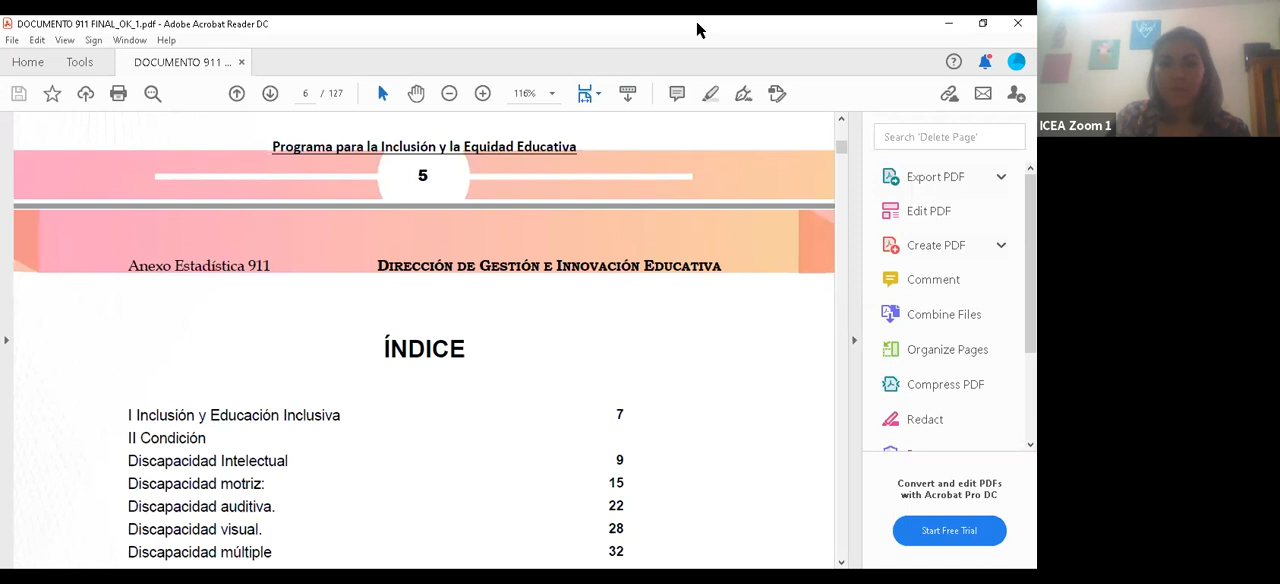 DOCUMENTO 911 FINAL_OK_1.pdf - Adobe Acrobat Reader DC
File Edit View Sign Window Help
Home Tools DOCUMENTO 911 ... ×
6 / 127 116%
Programa para la Inclusión y la Equidad Educativa
5
Anexo Estadística 911 DIRECCIÓN DE GESTIÓN E INNOVACIÓN EDUCATIVA
ÍNDICE
I Inclusión y Educación Inclusiva 7
II Condición
Discapacidad Intelectual 9
Discapacidad motriz: 15
Discapacidad auditiva. 22
Discapacidad visual. 28
Discapacidad múltiple 32
Search 'Delete Page'
Export PDF
Edit PDF
Create PDF
Comment
Combine Files
Organize Pages
Compress PDF
Redact
Convert and edit PDFs
with Acrobat Pro DC
Start Free Trial
ICEA Zoom 1